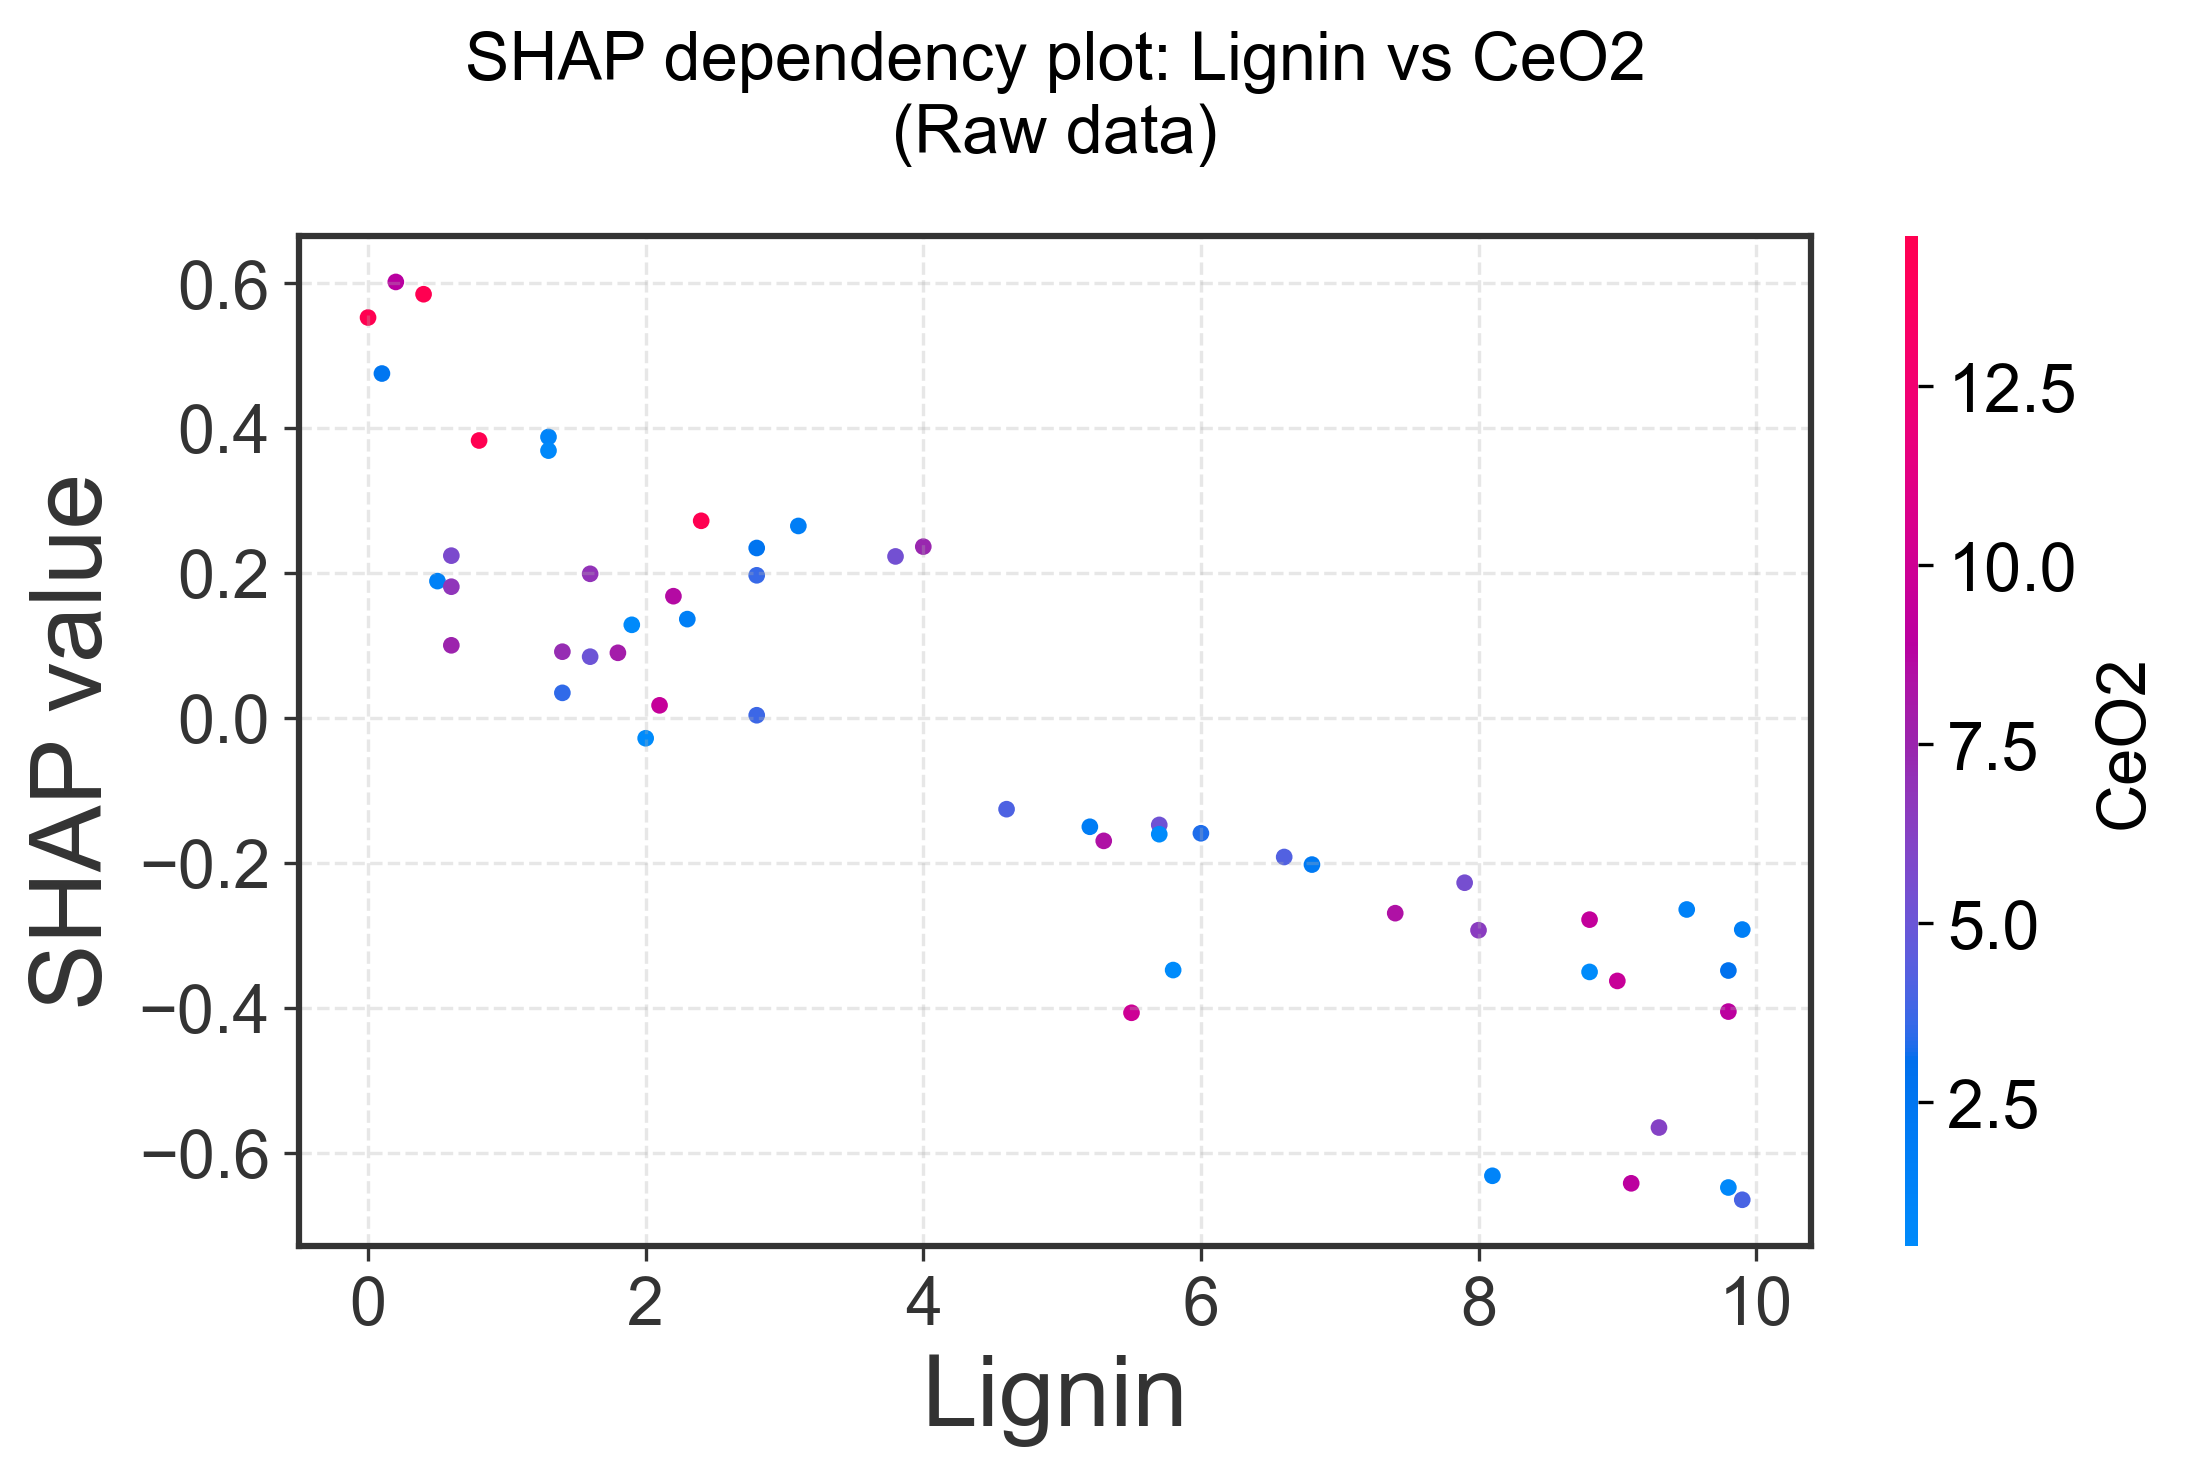 SHAP dependency plot: Lignin vs CeO2
(Raw data)
SHAP value
0.6
0.4
0.2
0.0
−0.2
−0.4
−0.6
0 2 4 6 8 10
Lignin
12.5
10.0
7.5
5.0
2.5
CeO2